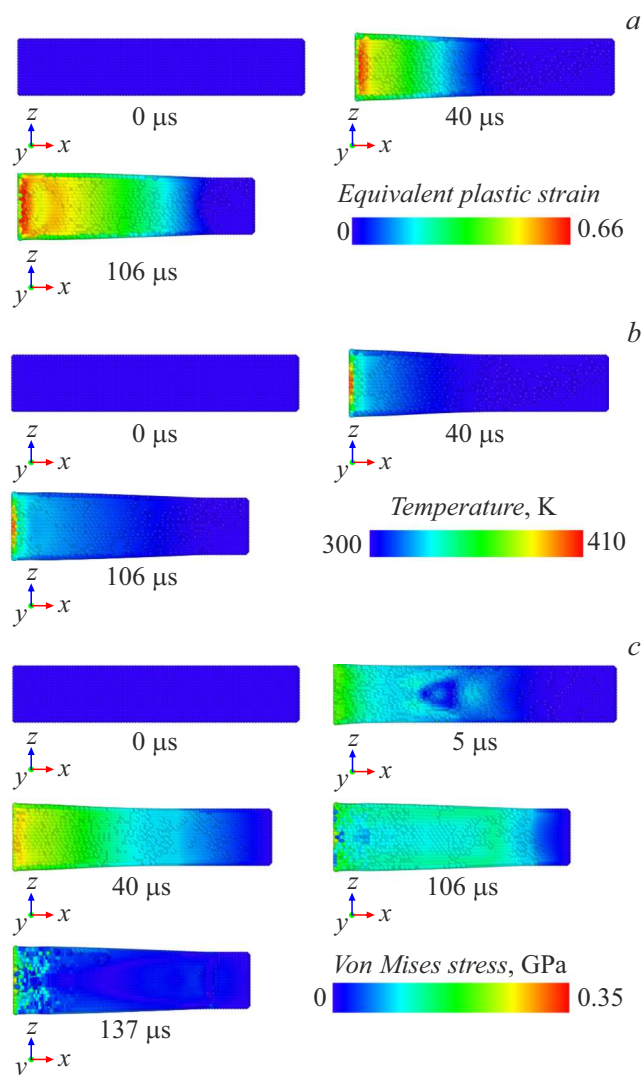 a
0 μs
40 μs
z
y
x
z
y
x
Equivalent plastic strain
0
0.66
106 μs
z
y
x
b
0 μs
40 μs
z
y
x
z
y
x
Temperature, K
300
410
106 μs
z
y
x
c
0 μs
5 μs
z
y
x
z
y
x
40 μs
106 μs
z
y
x
z
y
x
Von Mises stress, GPa
0
0.35
137 μs
z
y
x